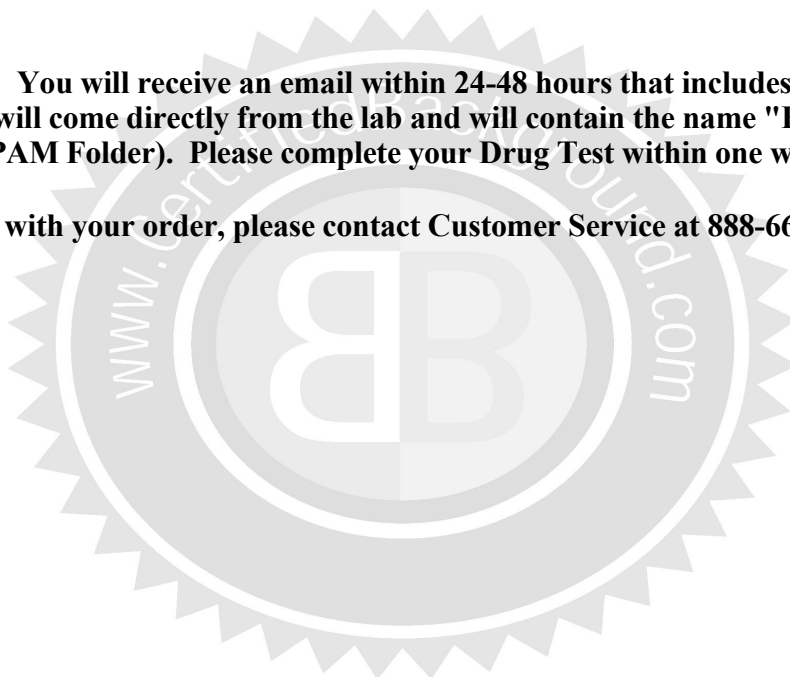 You will receive an email within 24-48 hours that includes
will come directly from the lab and will contain the name "
PAM Folder). Please complete your Drug Test within one w
with your order, please contact Customer Service at 888-66
www.CertifiedBackground.com
BB